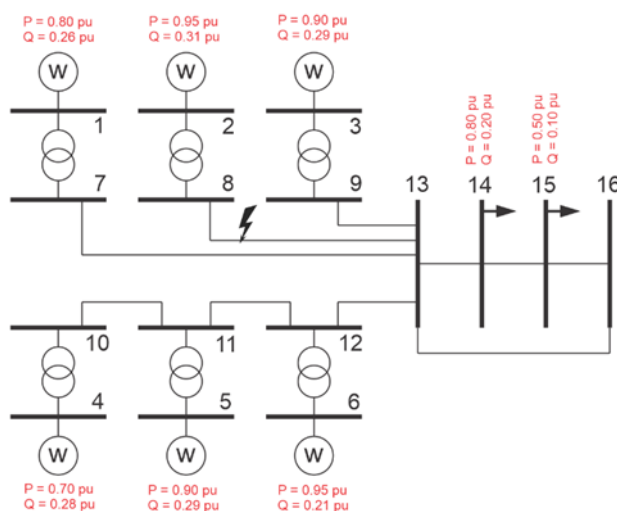 P = 0.80 pu
Q = 0.26 pu
P = 0.95 pu
Q = 0.31 pu
P = 0.90 pu
Q = 0.29 pu
W
W
W
1
2
3
7
8
9
P = 0.80 pu
Q = 0.20 pu
P = 0.50 pu
Q = 0.10 pu
13
14
15
16
10
11
12
4
5
6
W
W
W
P = 0.70 pu
Q = 0.28 pu
P = 0.90 pu
Q = 0.29 pu
P = 0.95 pu
Q = 0.21 pu